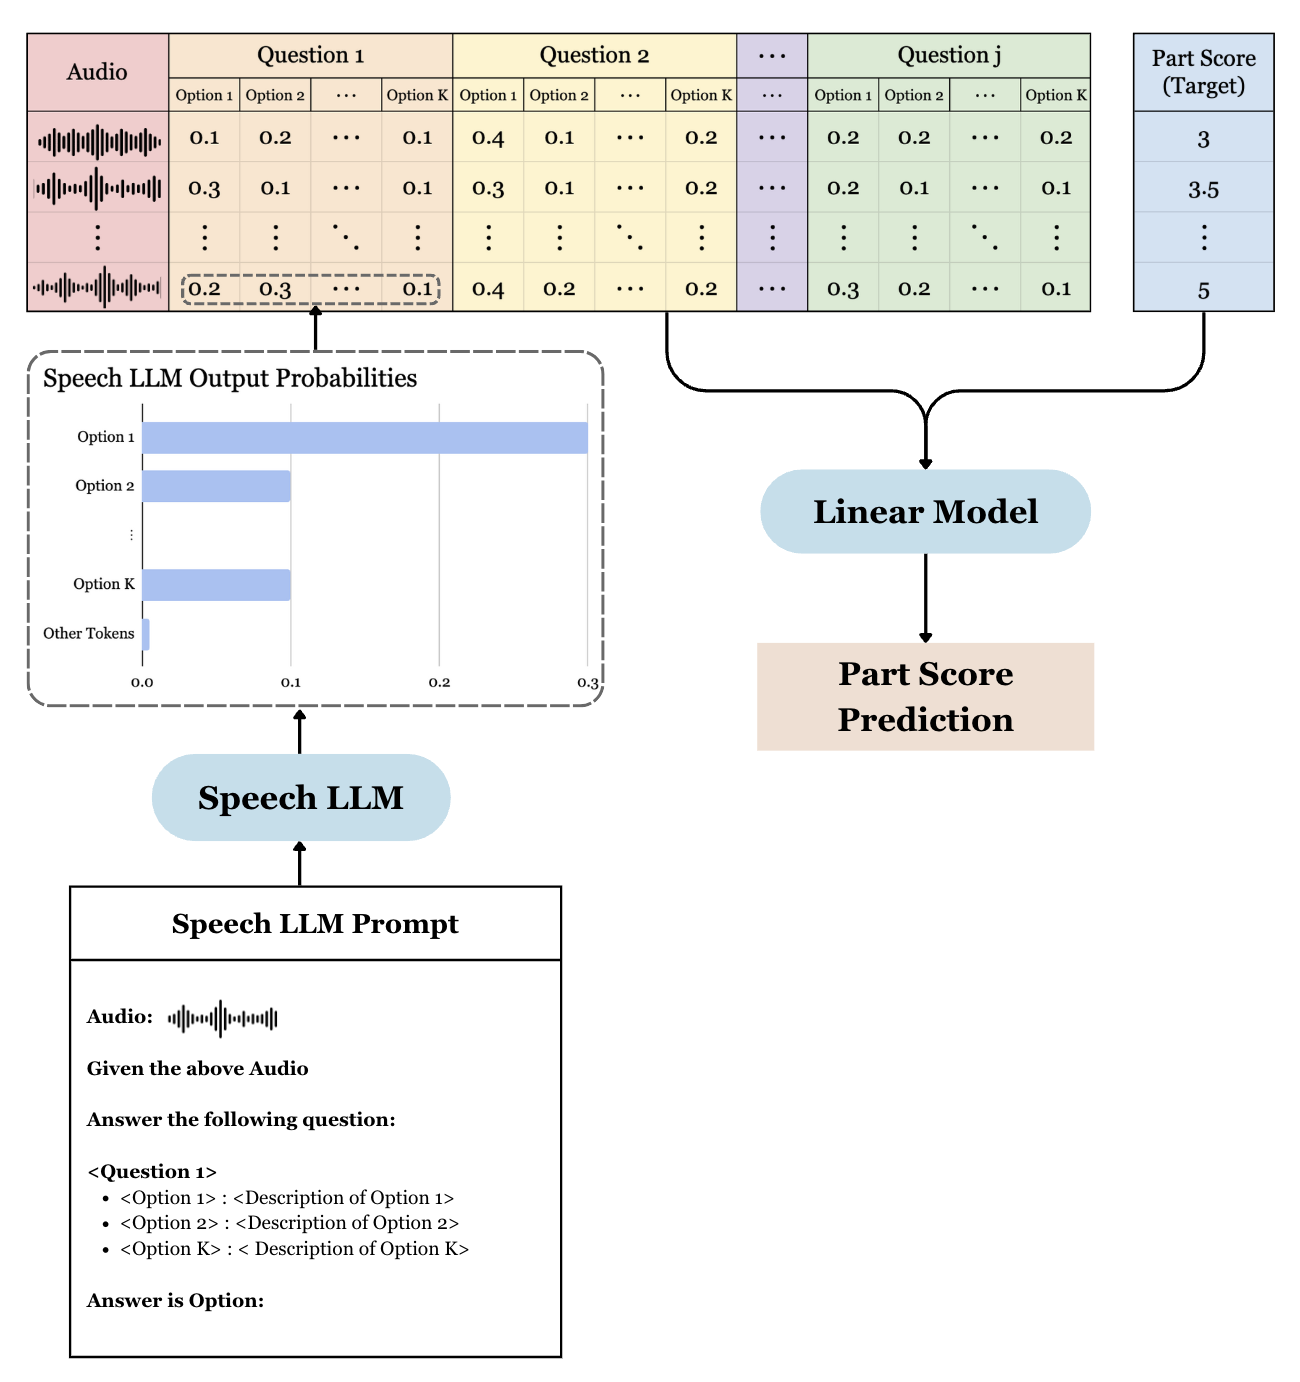 Audio Question 1 Question 2 ... Question j Part Score (Target)
Option 1 Option 2 ... Option K Option 1 Option 2 ... Option K ... Option 1 Option 2 ... Option K
0.1 0.2 ... 0.1 0.4 0.1 ... 0.2 ... 0.2 0.2 ... 0.2 3
0.3 0.1 ... 0.1 0.3 0.1 ... 0.2 ... 0.2 0.1 ... 0.1 3.5
0.2 0.3 ... 0.1 0.4 0.2 ... 0.2 ... 0.3 0.2 ... 0.1 5
Speech LLM Output Probabilities
Option 1
Option 2
⋮
Option K
Other Tokens
0.0 0.1 0.2 0.3
Linear Model
Part Score
Prediction
Speech LLM
Speech LLM Prompt
Audio:
Given the above Audio
Answer the following question:
<Question 1>
• <Option 1> : <Description of Option 1>
• <Option 2> : <Description of Option 2>
• <Option K> : < Description of Option K>
Answer is Option: